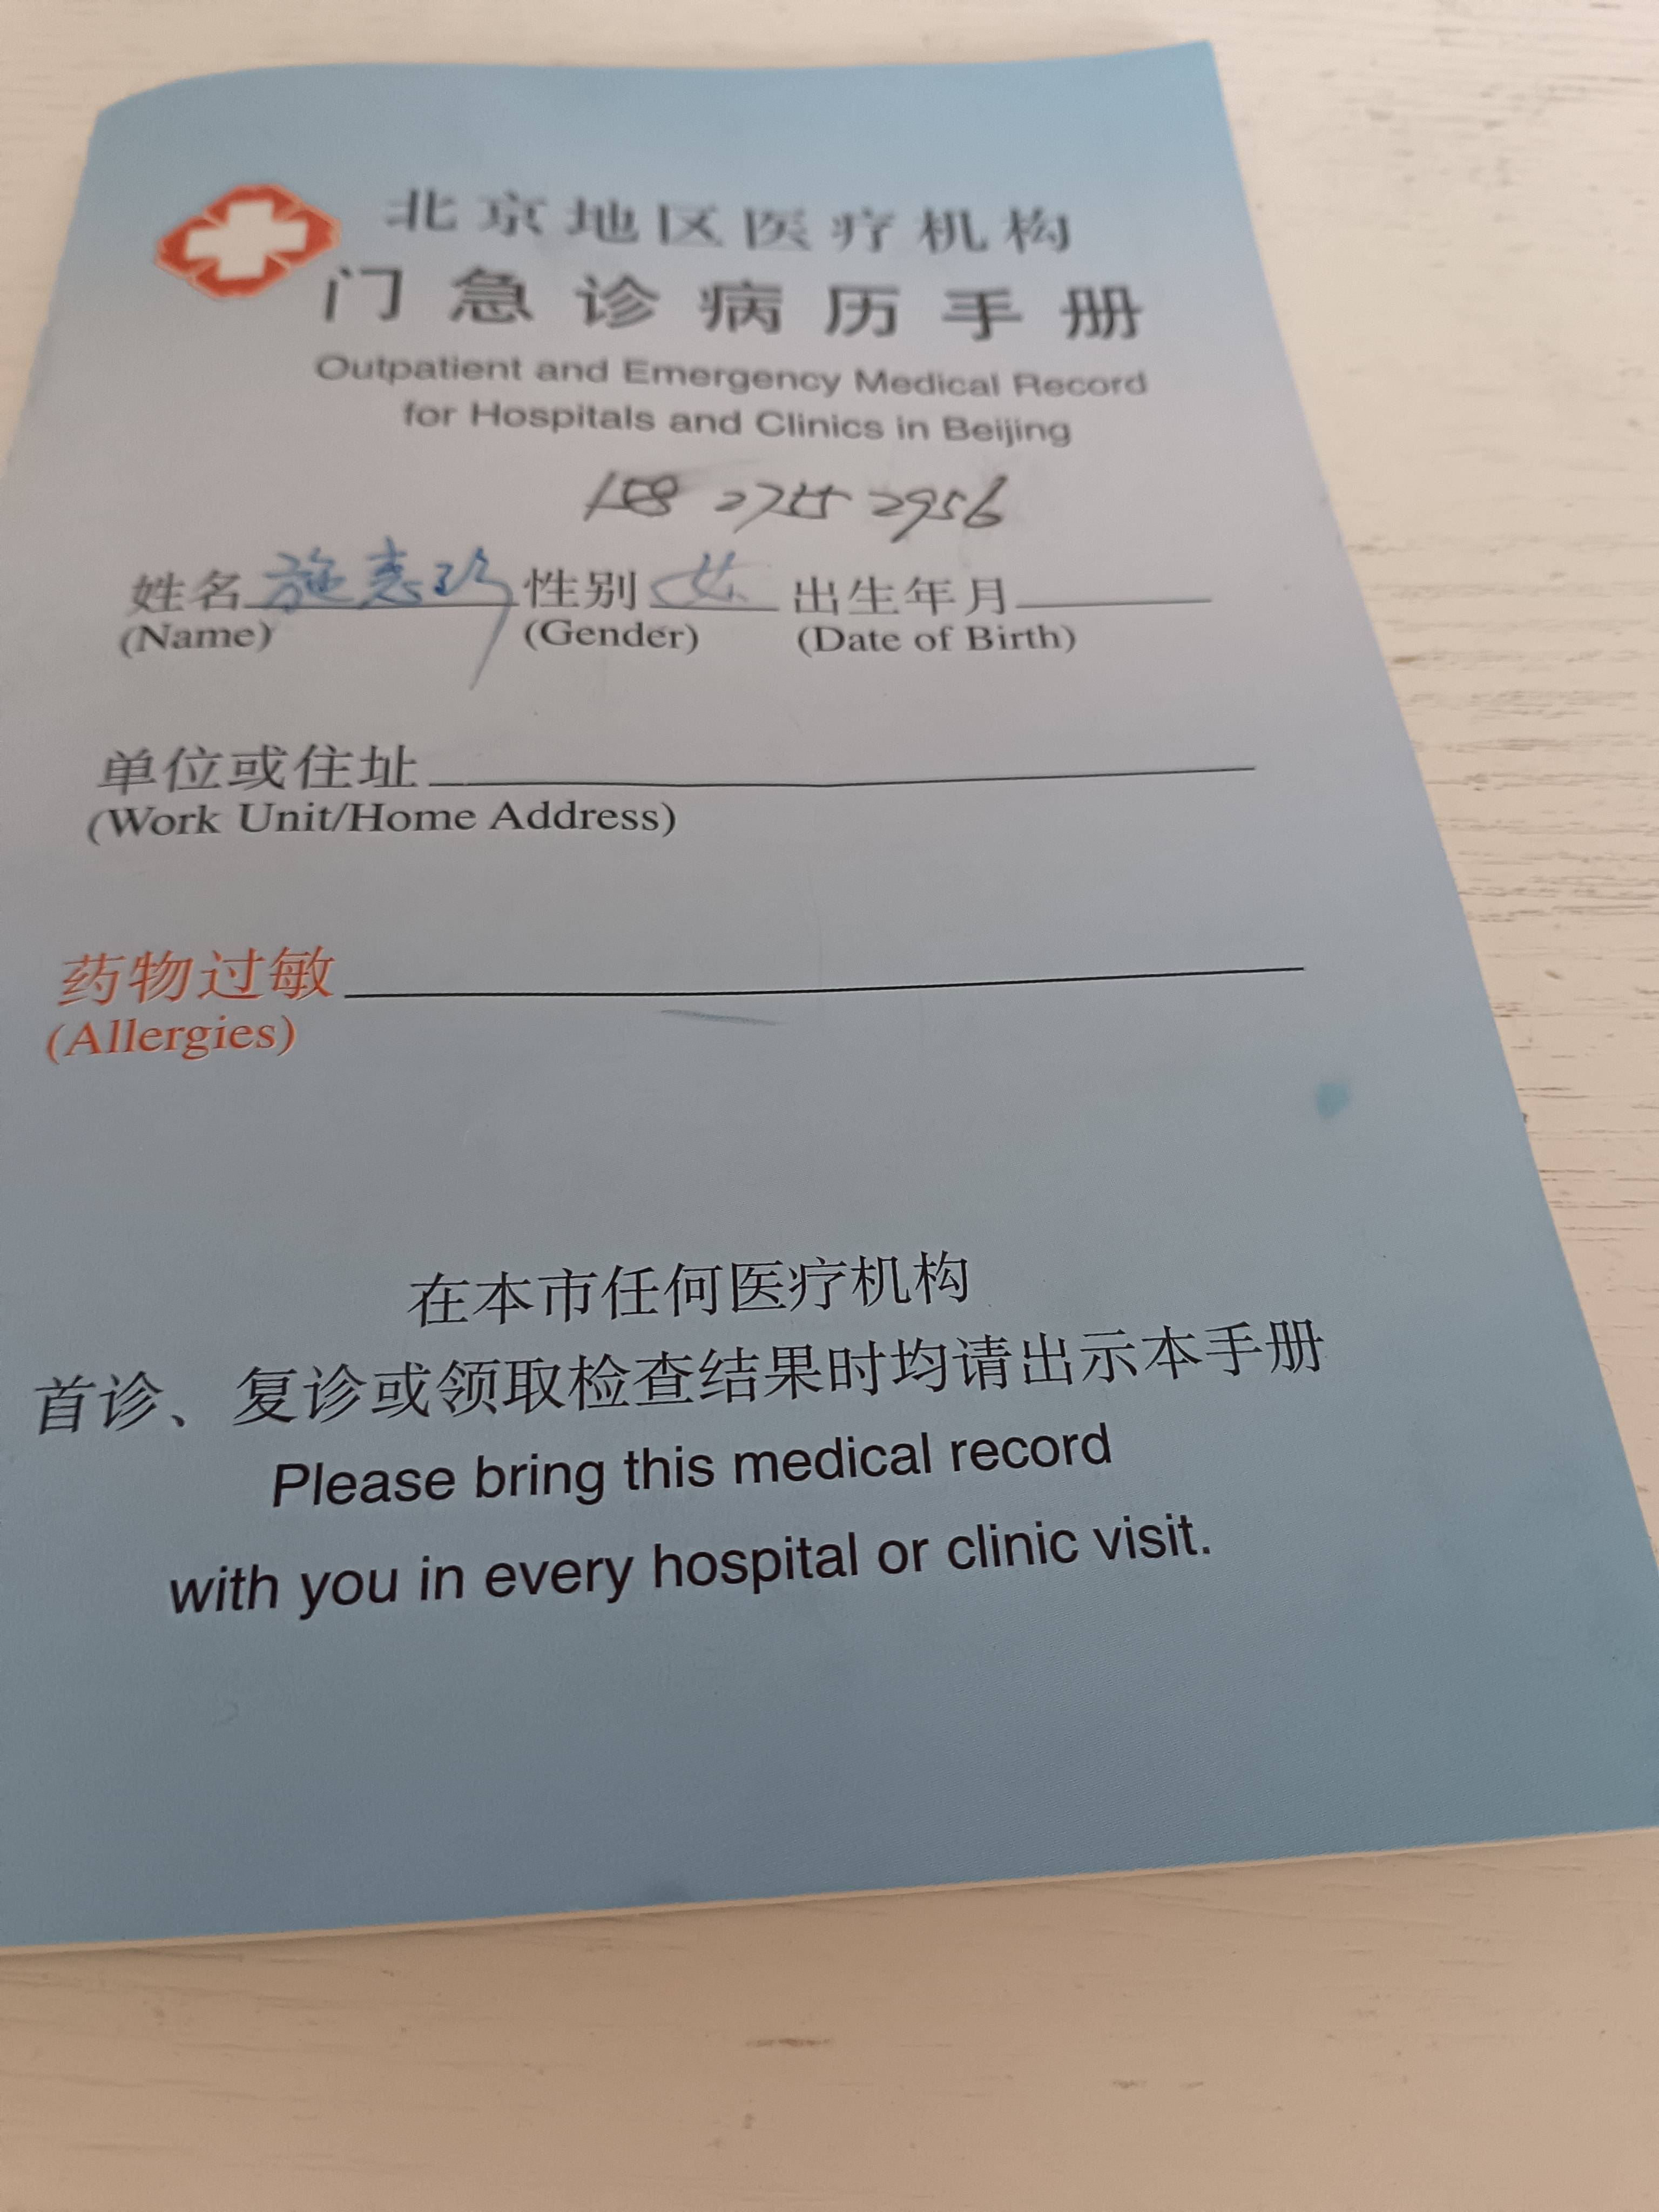 北京地区医疗机构
门急诊病历手册
Outpatient and Emergency Medical Record
for Hospitals and Clinics in Beijing
158 2725 2956
姓名 施惠玲 性别 女 出生年月
(Name) (Gender) (Date of Birth)
单位或住址
(Work Unit/Home Address)
药物过敏
(Allergies)
在本市任何医疗机构
首诊、复诊或领取检查结果时均请出示本手册
Please bring this medical record
with you in every hospital or clinic visit.